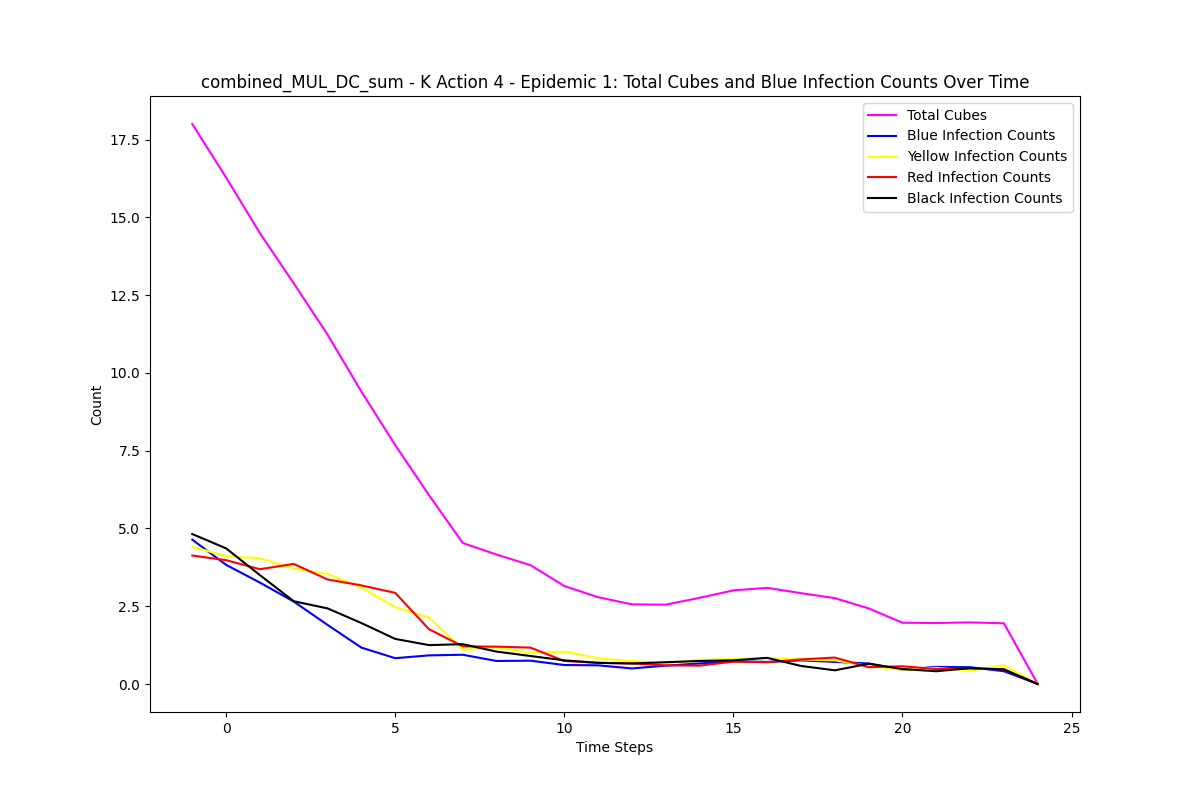 combined_MUL_DC_sum - K Action 4 - Epidemic 1: Total Cubes and Blue Infection Counts Over Time
Total Cubes
Blue Infection Counts
Yellow Infection Counts
Red Infection Counts
Black Infection Counts
17.5
15.0
12.5
10.0
7.5
5.0
2.5
0.0
Count
0 5 10 15 20 25
Time Steps